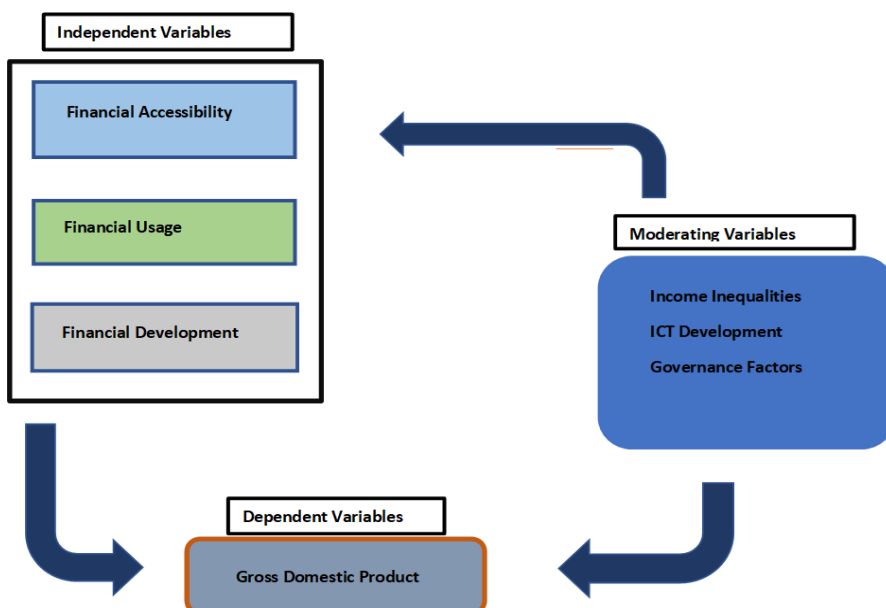 Independent Variables
Financial Accessibility
Financial Usage
Financial Development
Moderating Variables
Income Inequalities
ICT Development
Governance Factors
Dependent Variables
Gross Domestic Product